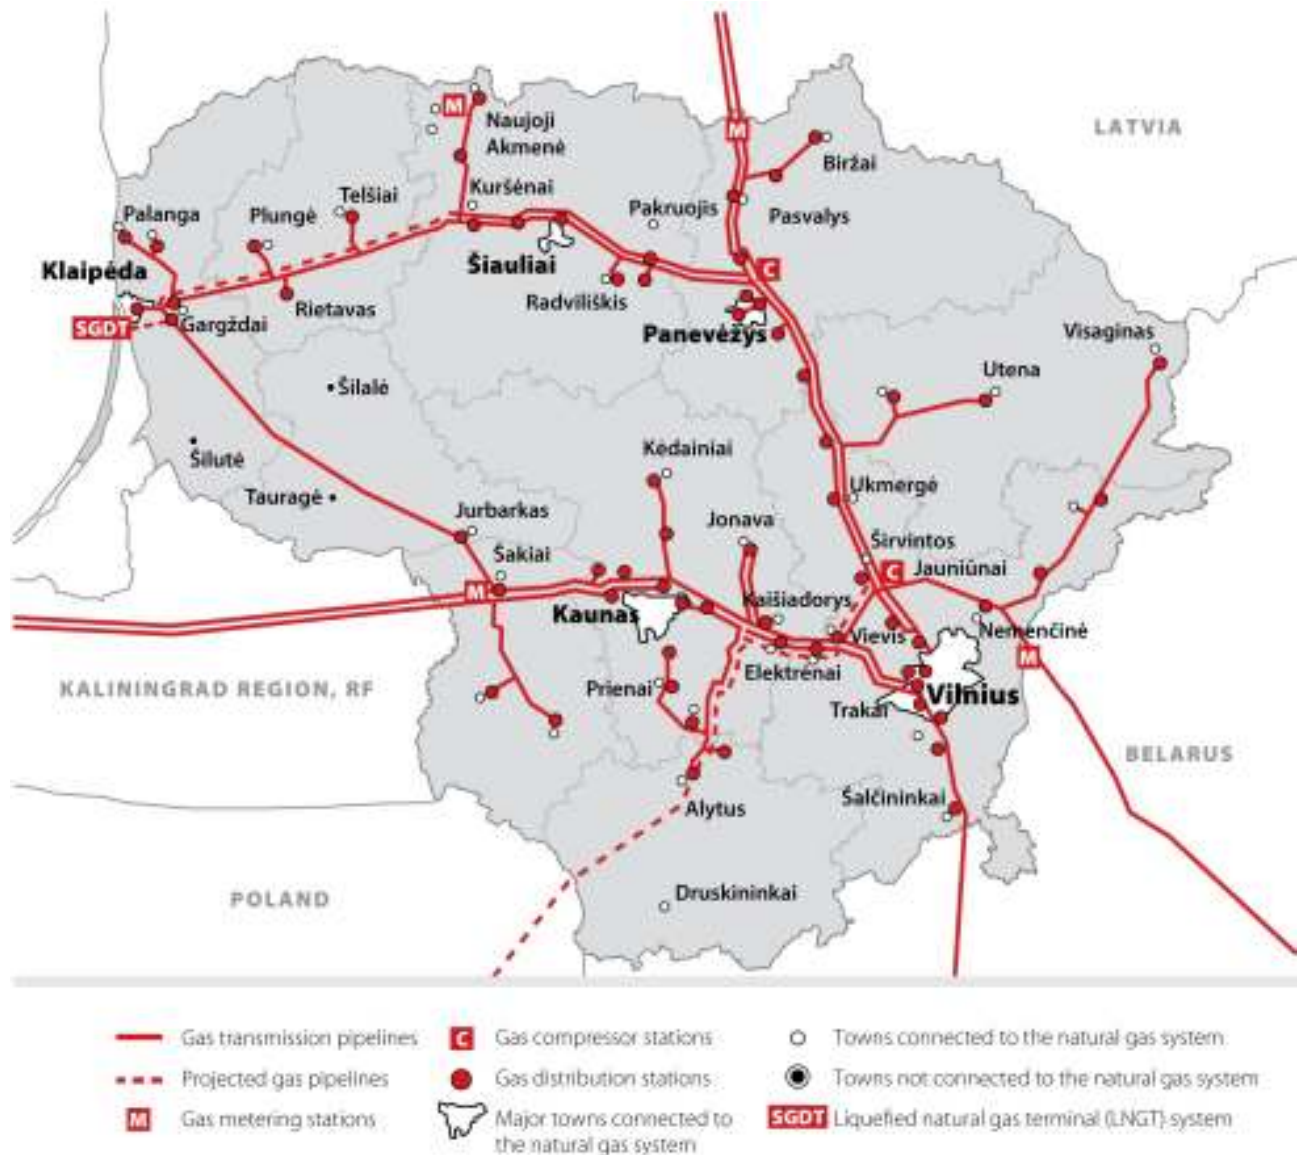 LATVIA
M
Naujoji
Akmenė
M
Biržai
Telšiai
Kuršėnai
Palanga
Plungė
Pakruojis
Pasvalys
Klaipėda
Šiauliai
C
Rietavas
Radviliškis
SGDT
Gargždai
Panevėžys
Visaginas
Utena
Šilalė
Šilutė
Kėdainiai
Tauragė
Ukmergė
Jurbarkas
Jonava
Širvintos
Šakiai
C
Jauniūnai
M
Kaunas
Kaišiadorys
Vievis
Nemenčinė
M
Elektrėnai
KALININGRAD REGION, RF
Prienai
Vilnius
Trakai
BELARUS
Alytus
Šalčininkai
POLAND
Druskininkai
Gas transmission pipelines
C Gas compressor stations
Towns connected to the natural gas system
Projected gas pipelines
Gas distribution stations
Towns not connected to the natural gas system
M Gas metering stations
Major towns connected to
the natural gas system
SGDT Liquefied natural gas terminal (LNGT) system